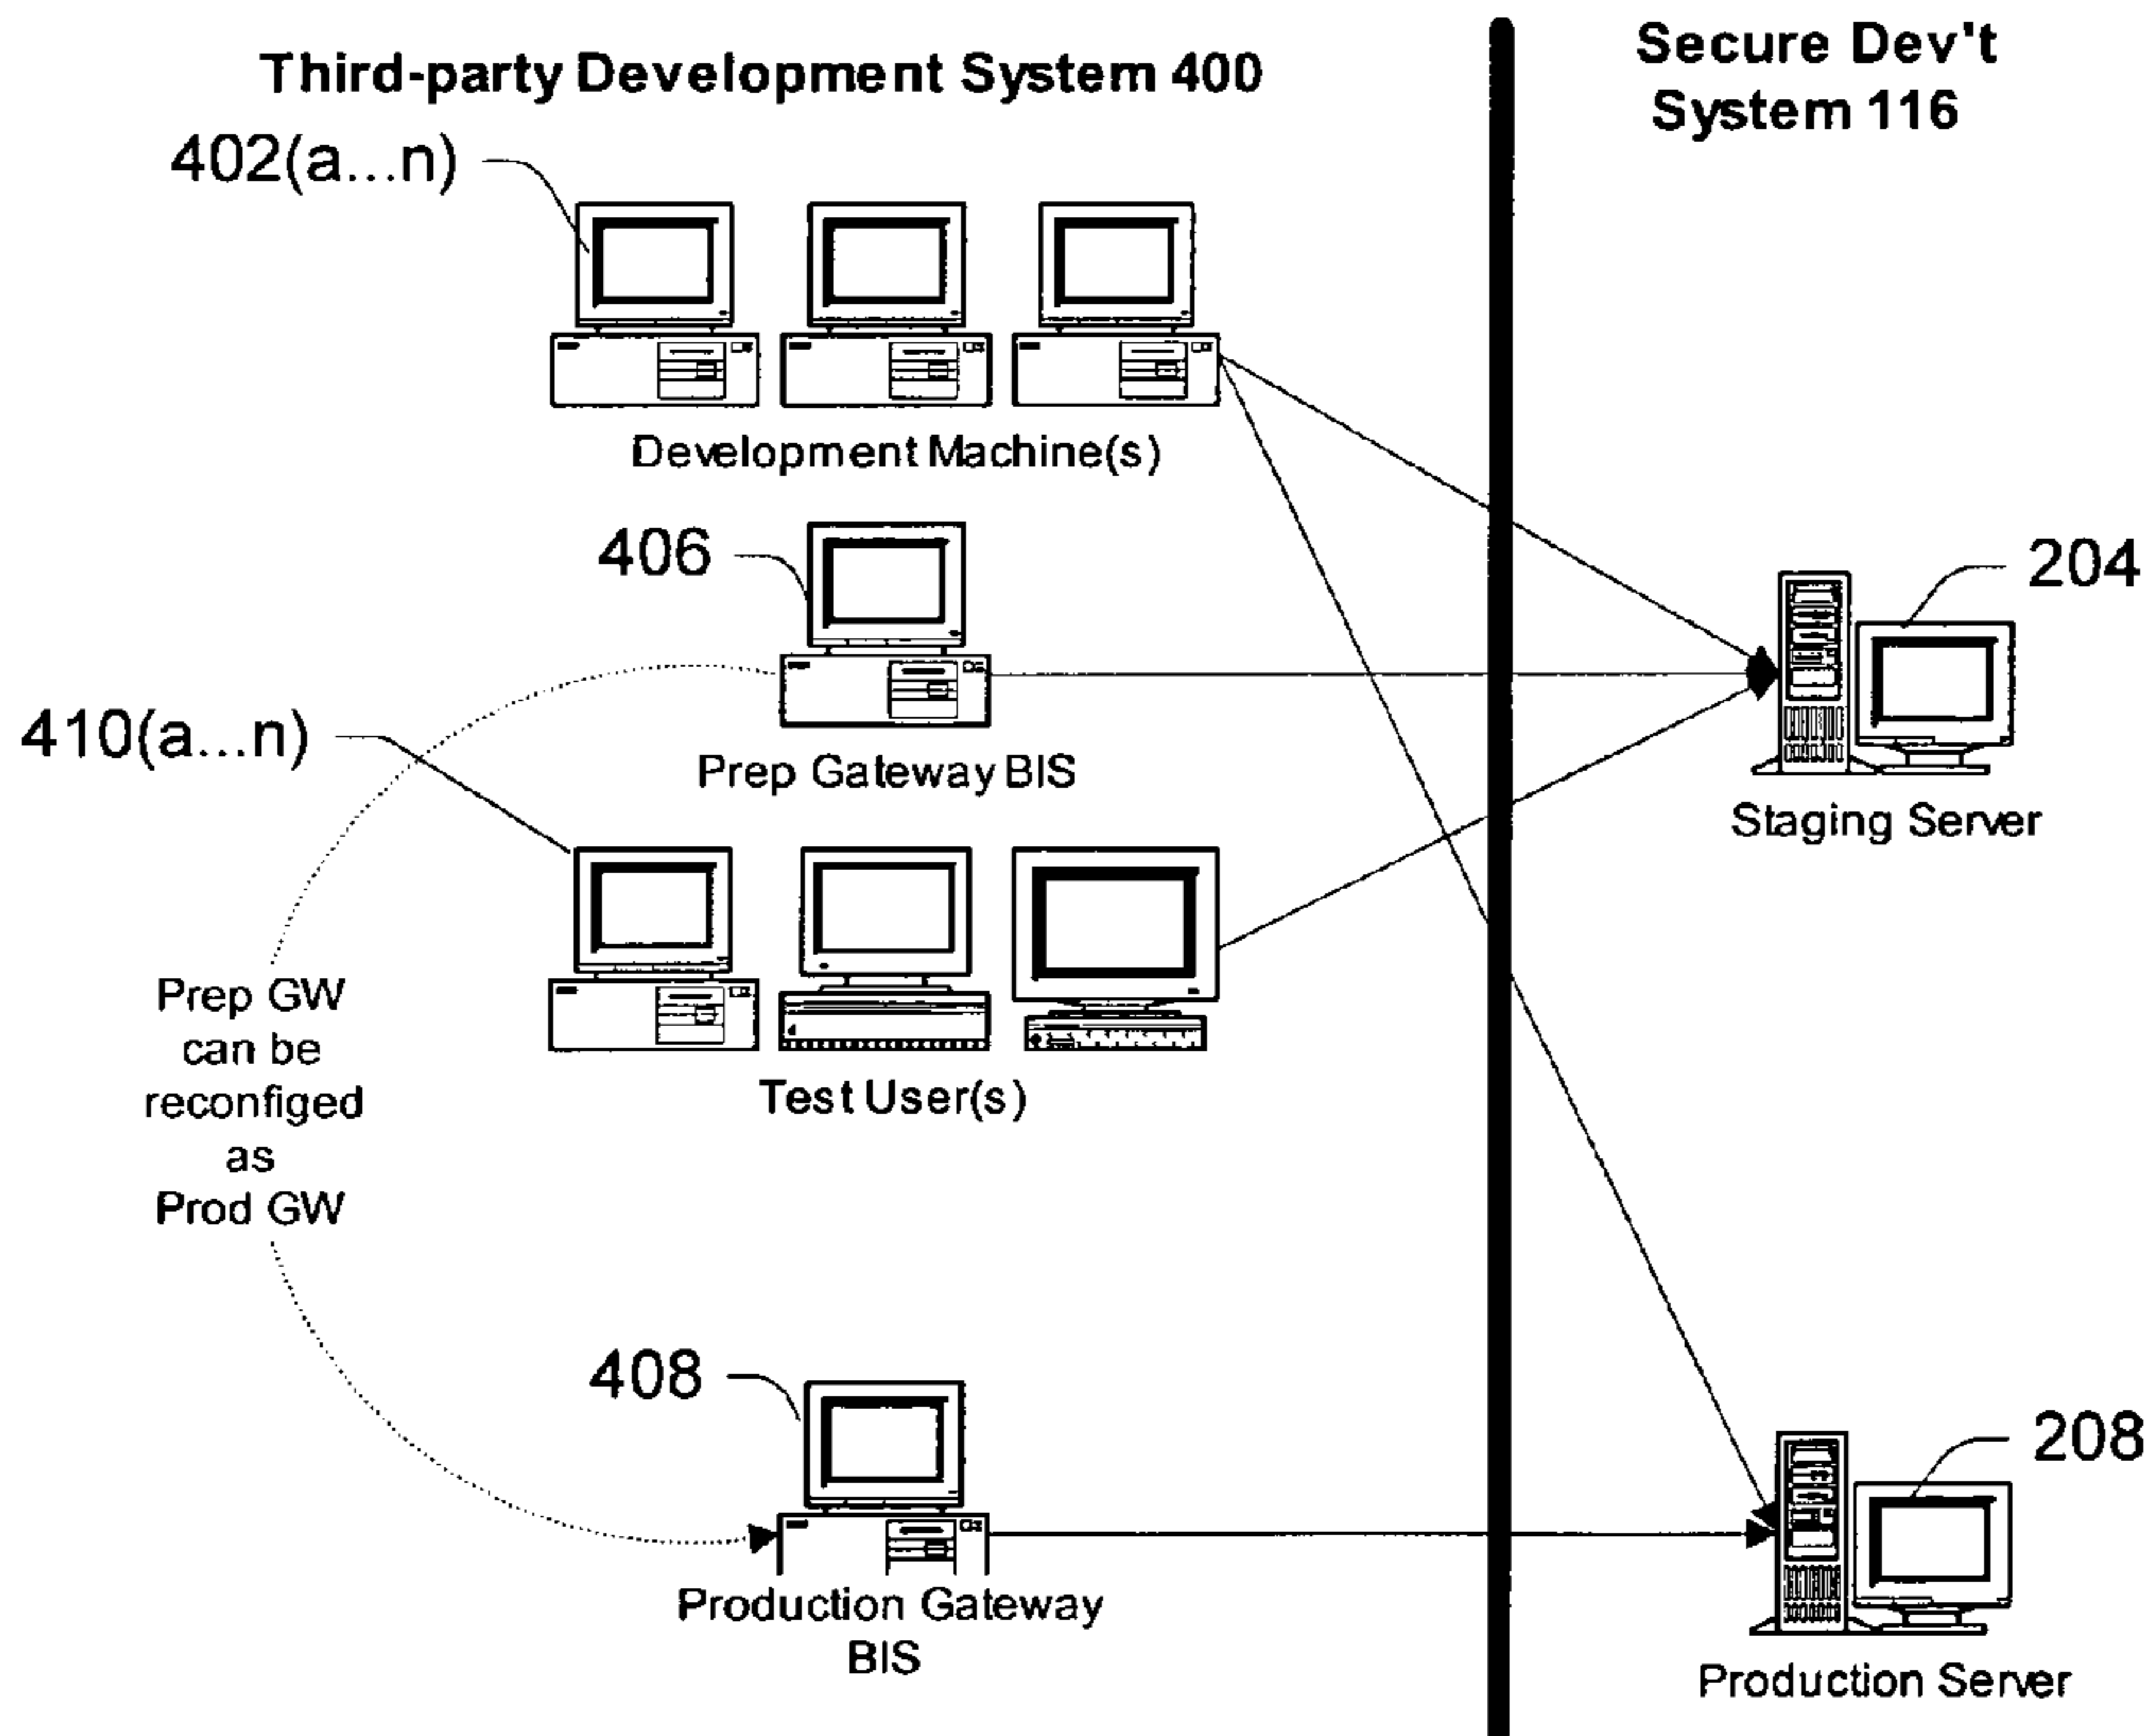 Third-party Development System 400
Secure Dev't
System 116
402(a...n)
Development Machine(s)
406
204
410(a...n)
Prep Gateway BIS
Staging Server
Prep GW
can be
reconfiged
as
Prod GW
Test User(s)
408
208
Production Gateway
BIS
Production Server